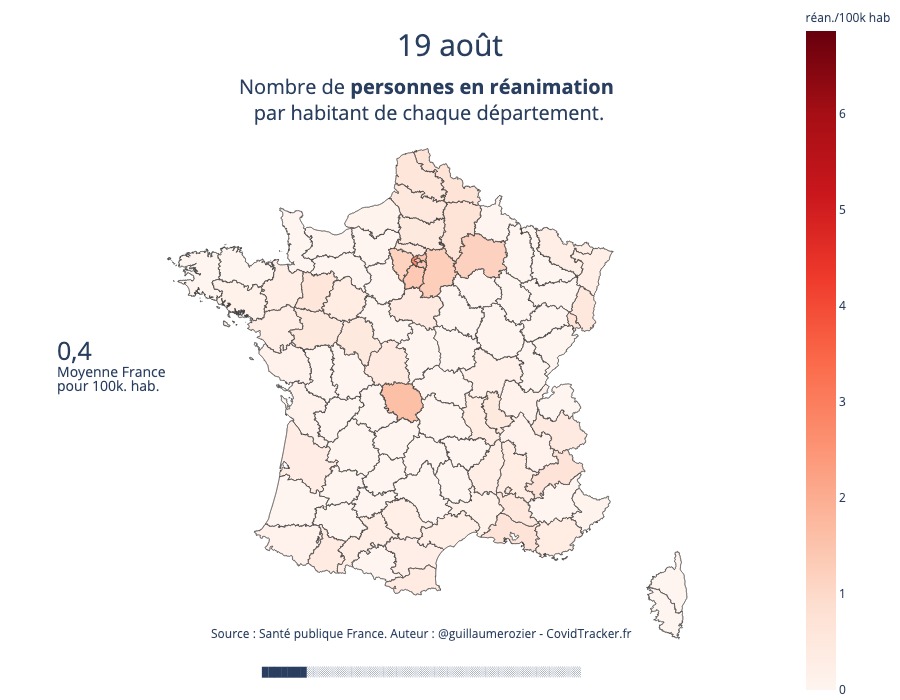 19 août
Nombre de personnes en réanimation
par habitant de chaque département.
réan./100k hab
6
5
4
3
2
1
0
0,4
Moyenne France
pour 100k. hab.
Source : Santé publique France. Auteur : @guillaumerozier - CovidTracker.fr